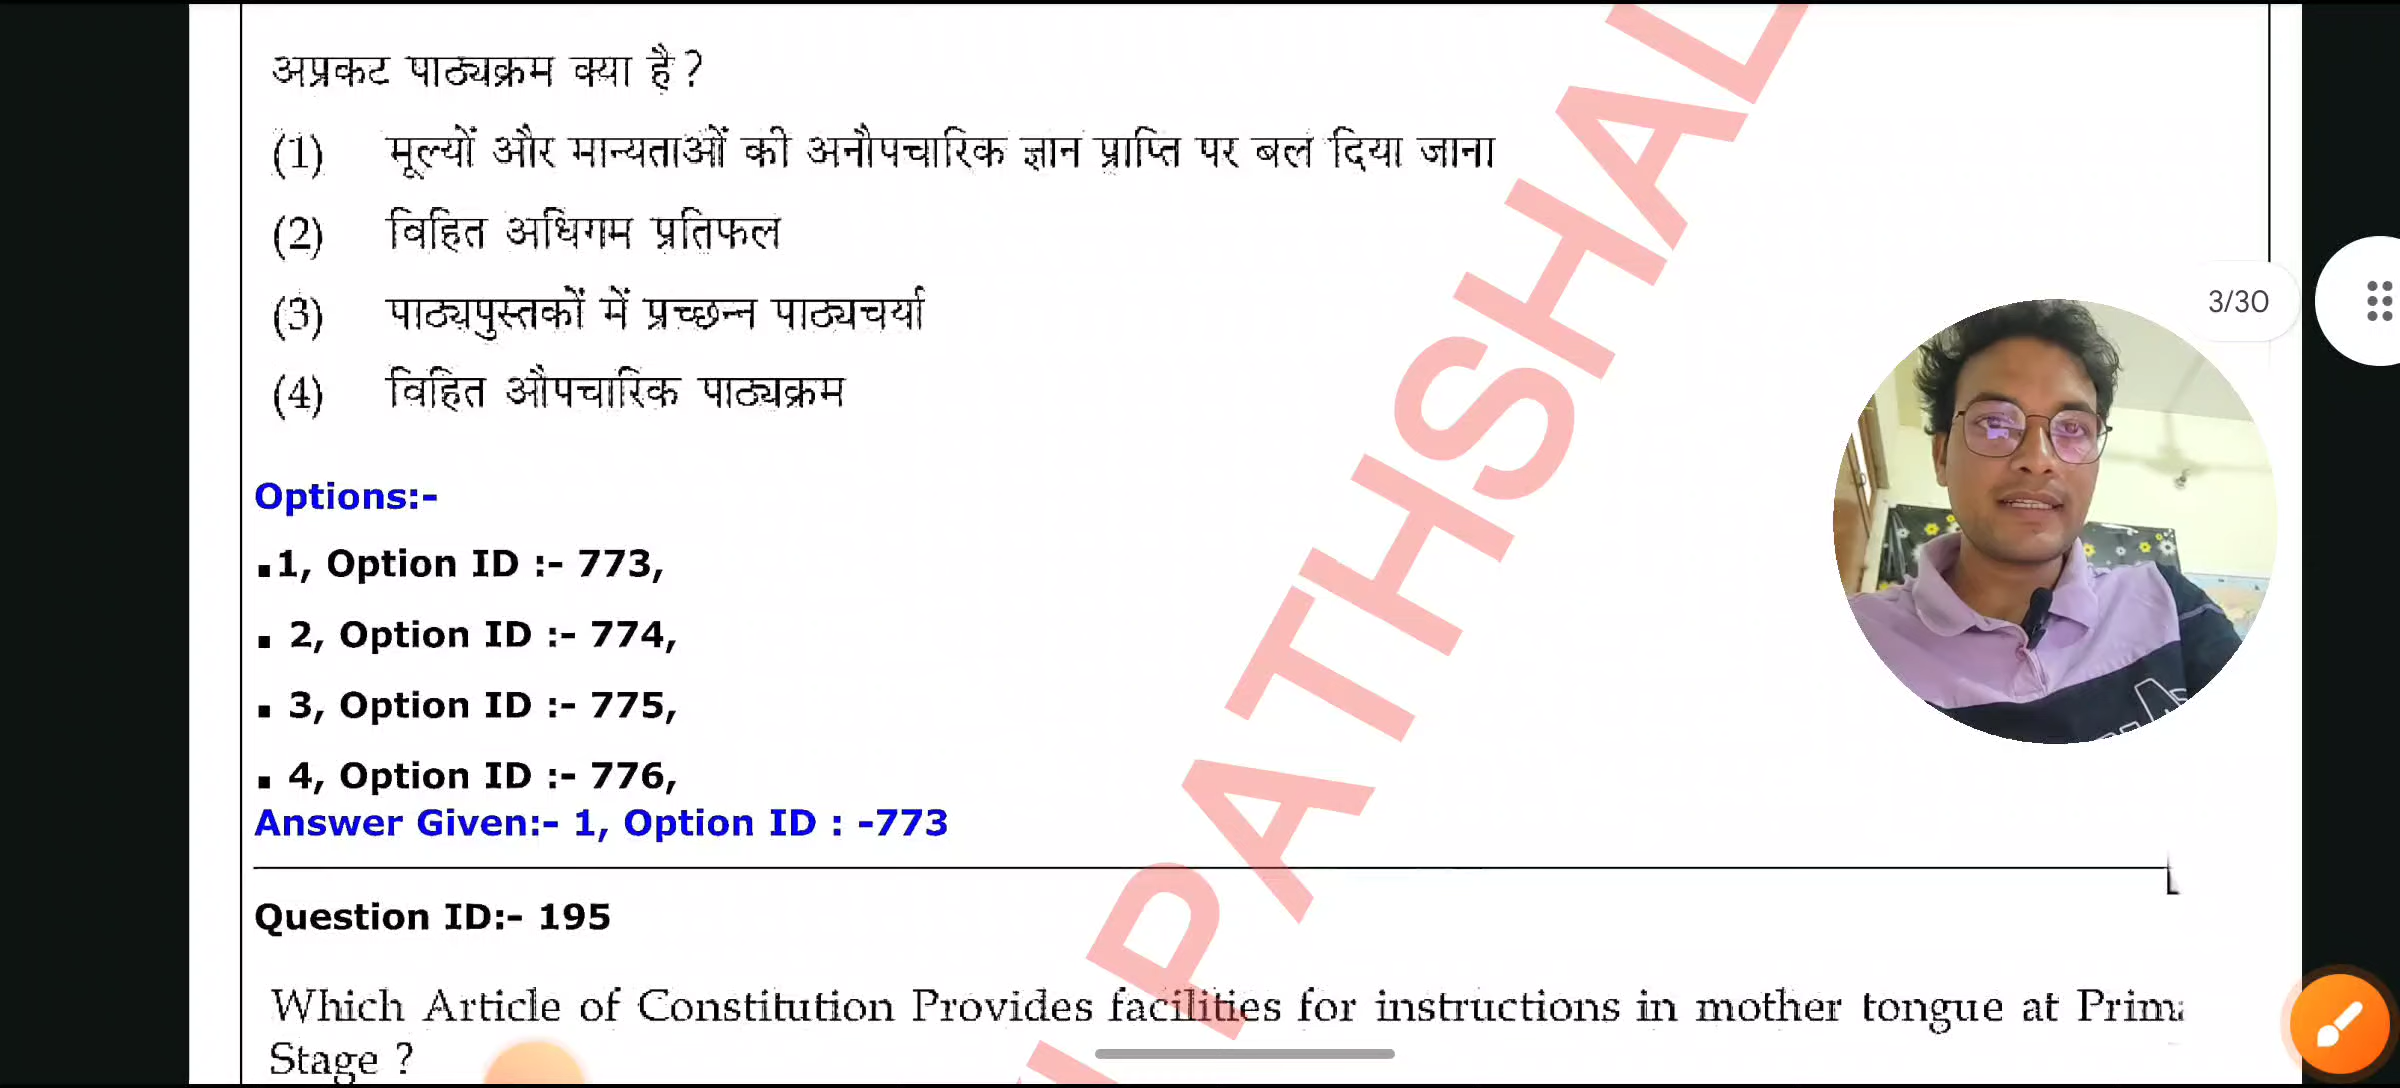 अप्रकट पाठ्यक्रम क्या है ?
(1) मूल्यों और मान्यताओं की अनौपचारिक ज्ञान प्राप्ति पर बल दिया जाना
(2) विहित अधिगम प्रतिफल
(3) पाठ्यपुस्तकों में प्रच्छन्न पाठ्यचर्या
(4) विहित औपचारिक पाठ्यक्रम
3/30
Options:-
1, Option ID :- 773,
2, Option ID :- 774,
3, Option ID :- 775,
4, Option ID :- 776,
Answer Given:- 1, Option ID : -773
Question ID:- 195
Which Article of Constitution Provides facilities for instructions in mother tongue at
Stage ?
PATHSHAL